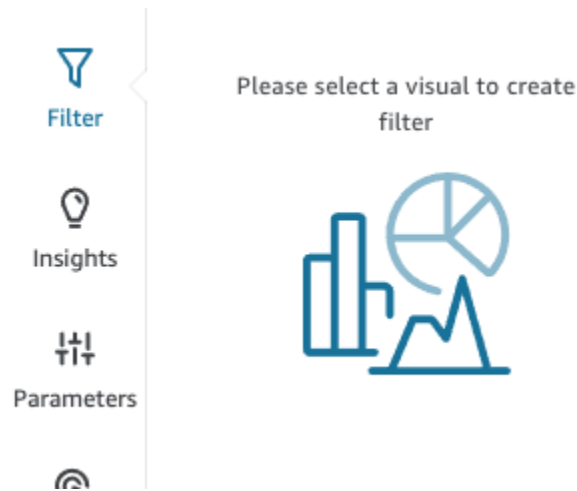 Filter
Please select a visual to create
filter
Insights
Parameters